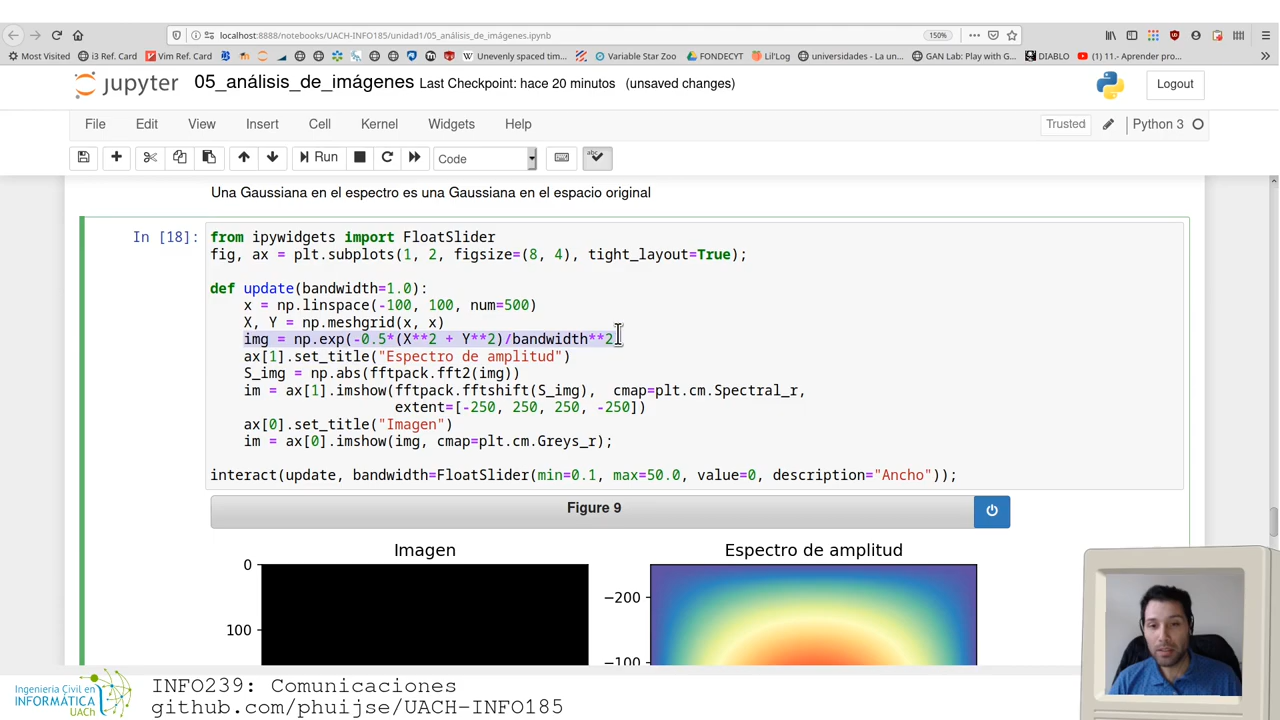 localhost:8888/notebooks/UACH-INFO185/unidad1/05_análisis_de_imágenes.ipynb
150%
Most Visited
i3 Ref. Card
Vim Ref. Card
Unevenly spaced tim...
Variable Star Zoo
FONDECYT
Lil'Log
universidades - La un...
GAN Lab: Play with G...
DIABLO
(1) 11.- Aprender pro...
jupyter 05_análisis_de_imágenes Last Checkpoint: hace 20 minutos (unsaved changes)
Logout
File Edit View Insert Cell Kernel Widgets Help
Trusted
Python 3
Run
Code
Una Gaussiana en el espectro es una Gaussiana en el espacio original
In [18]:
from ipywidgets import FloatSlider
fig, ax = plt.subplots(1, 2, figsize=(8, 4), tight_layout=True);
def update(bandwidth=1.0):
x = np.linspace(-100, 100, num=500)
X, Y = np.meshgrid(x, x)
img = np.exp(-0.5*(X**2 + Y**2)/bandwidth**2)
ax[1].set_title("Espectro de amplitud")
S_img = np.abs(fftpack.fft2(img))
im = ax[1].imshow(fftpack.fftshift(S_img),  cmap=plt.cm.Spectral_r,
extent=[-250, 250, 250, -250])
ax[0].set_title("Imagen")
im = ax[0].imshow(img, cmap=plt.cm.Greys_r);
interact(update, bandwidth=FloatSlider(min=0.1, max=50.0, value=0, description="Ancho"));
Figure 9
Imagen
Espectro de amplitud
0
100
−200
−100
Ingeniería Civil en
INFORMÁTICA
UACh
INFO239: Comunicaciones
github.com/phuijse/UACH-INFO185